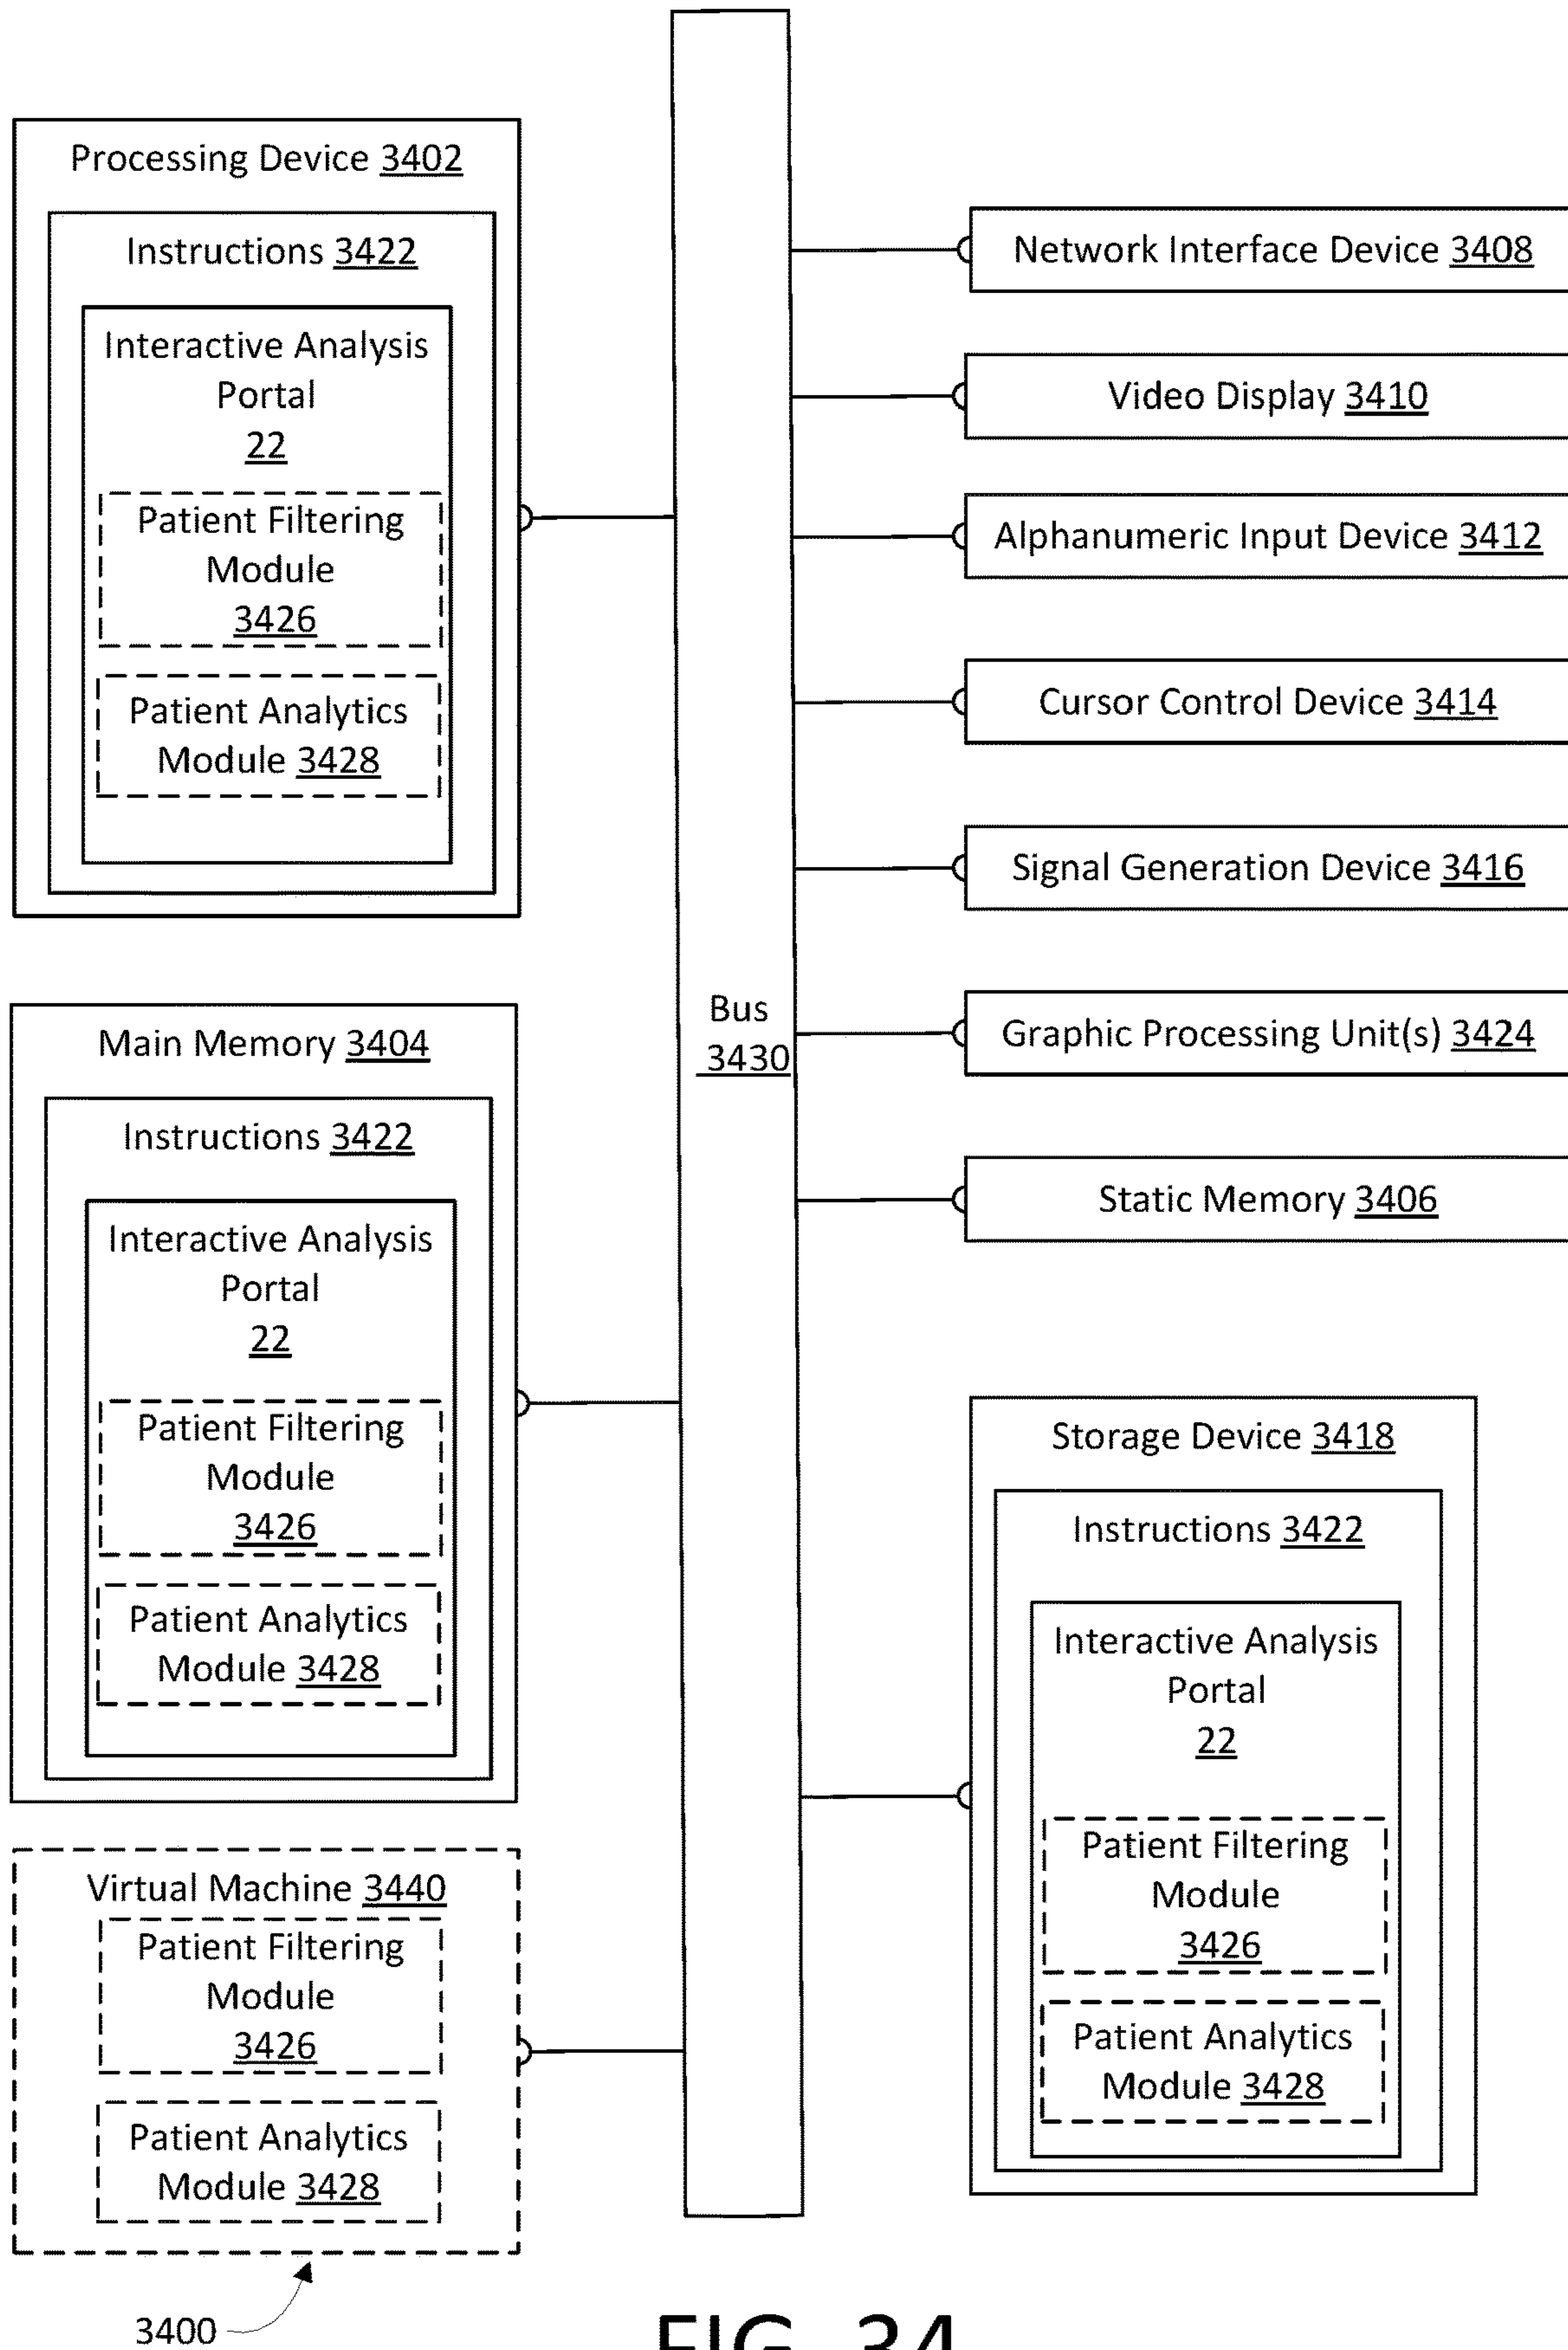 Processing Device 3402
Instructions 3422
Interactive Analysis
Portal
22
Patient Filtering
Module
3426
Patient Analytics
Module 3428
Main Memory 3404
Instructions 3422
Interactive Analysis
Portal
22
Patient Filtering
Module
3426
Patient Analytics
Module 3428
Virtual Machine 3440
Patient Filtering
Module
3426
Patient Analytics
Module 3428
3400
Bus
3430
Network Interface Device 3408
Video Display 3410
Alphanumeric Input Device 3412
Cursor Control Device 3414
Signal Generation Device 3416
Graphic Processing Unit(s) 3424
Static Memory 3406
Storage Device 3418
Instructions 3422
Interactive Analysis
Portal
22
Patient Filtering
Module
3426
Patient Analytics
Module 3428
FIG. 34